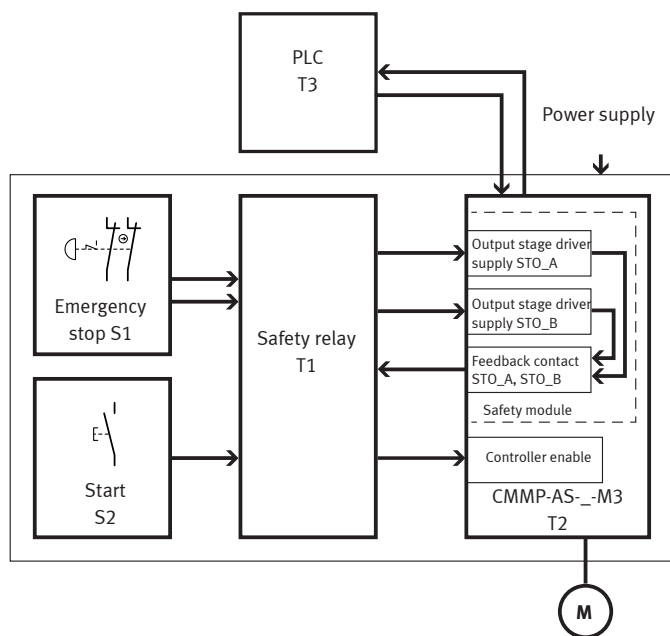 PLC
T3
Power supply
Emergency
stop S1
Start
S2
Safety relay
T1
Output stage driver
supply STO_A
Output stage driver
supply STO_B
Feedback contact
STO_A, STO_B
Safety module
Controller enable
CMMP-AS-_-M3
T2
M